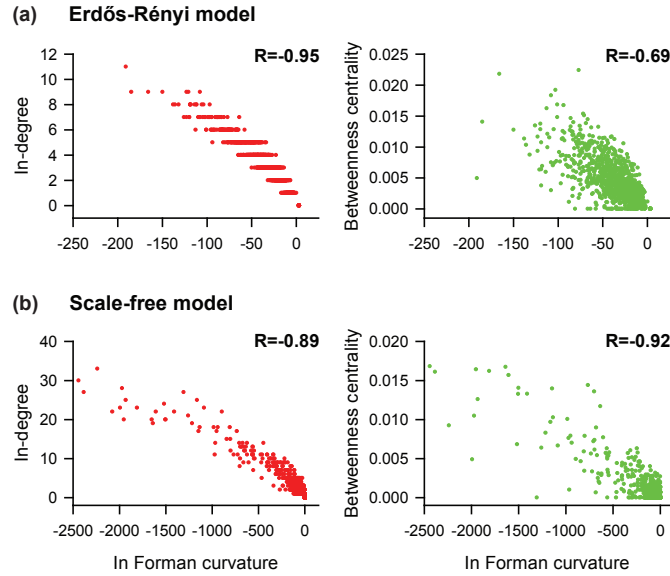 (a) Erdős-Rényi model
R=-0.95
In-degree
12
10
8
6
4
2
0
-250 -200 -150 -100 -50 0
R=-0.69
Betweenness centrality
0.025
0.020
0.015
0.010
0.005
0.000
-250 -200 -150 -100 -50 0
(b) Scale-free model
R=-0.89
In-degree
40
30
20
10
0
-2500 -2000 -1500 -1000 -500 0
In Forman curvature
R=-0.92
Betweenness centrality
0.020
0.015
0.010
0.005
0.000
-2500 -2000 -1500 -1000 -500 0
In Forman curvature